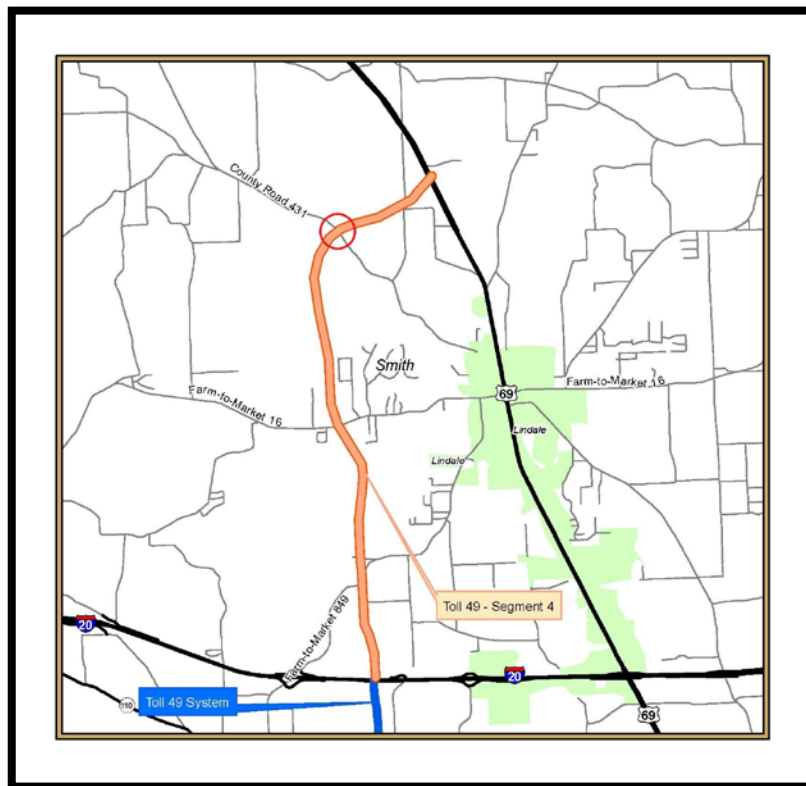 County Road 431
Smith
Farm-to-Market 16
69
Farm-to-Market 16
Lindale
Lindale
Toll 49 - Segment 4
Farm-to-Market 849
20
20
110
Toll 49 System
69